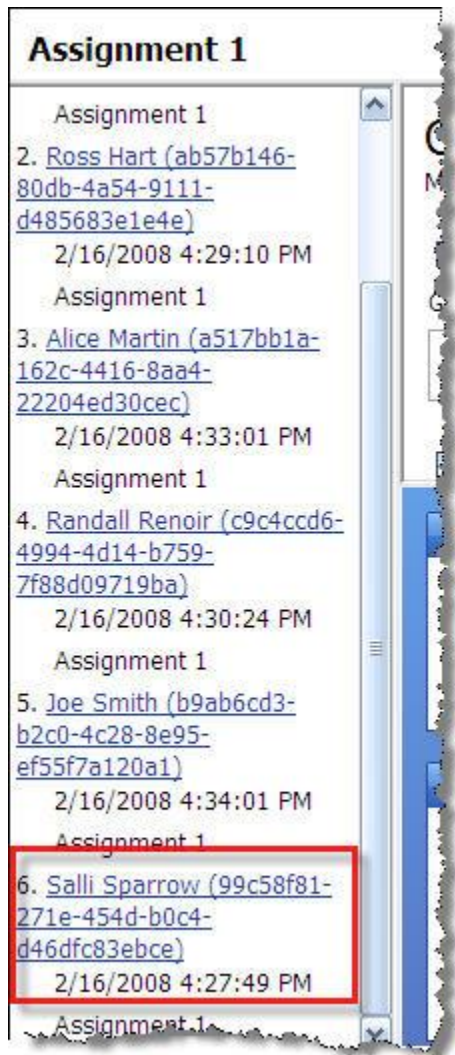 Assignment 1
Assignment 1
2. Ross Hart (ab57b146-
80db-4a54-9111-
d485683e1e4e)
2/16/2008 4:29:10 PM
Assignment 1
3. Alice Martin (a517bb1a-
162c-4416-8aa4-
22204ed30cec)
2/16/2008 4:33:01 PM
Assignment 1
4. Randall Renoir (c9c4ccd6-
4994-4d14-b759-
7f88d09719ba)
2/16/2008 4:30:24 PM
Assignment 1
5. Joe Smith (b9ab6cd3-
b2c0-4c28-8e95-
ef55f7a120a1)
2/16/2008 4:34:01 PM
Assignment 1
6. Salli Sparrow (99c58f81-
271e-454d-b0c4-
d46dfc83ebce)
2/16/2008 4:27:49 PM
Assignment 1